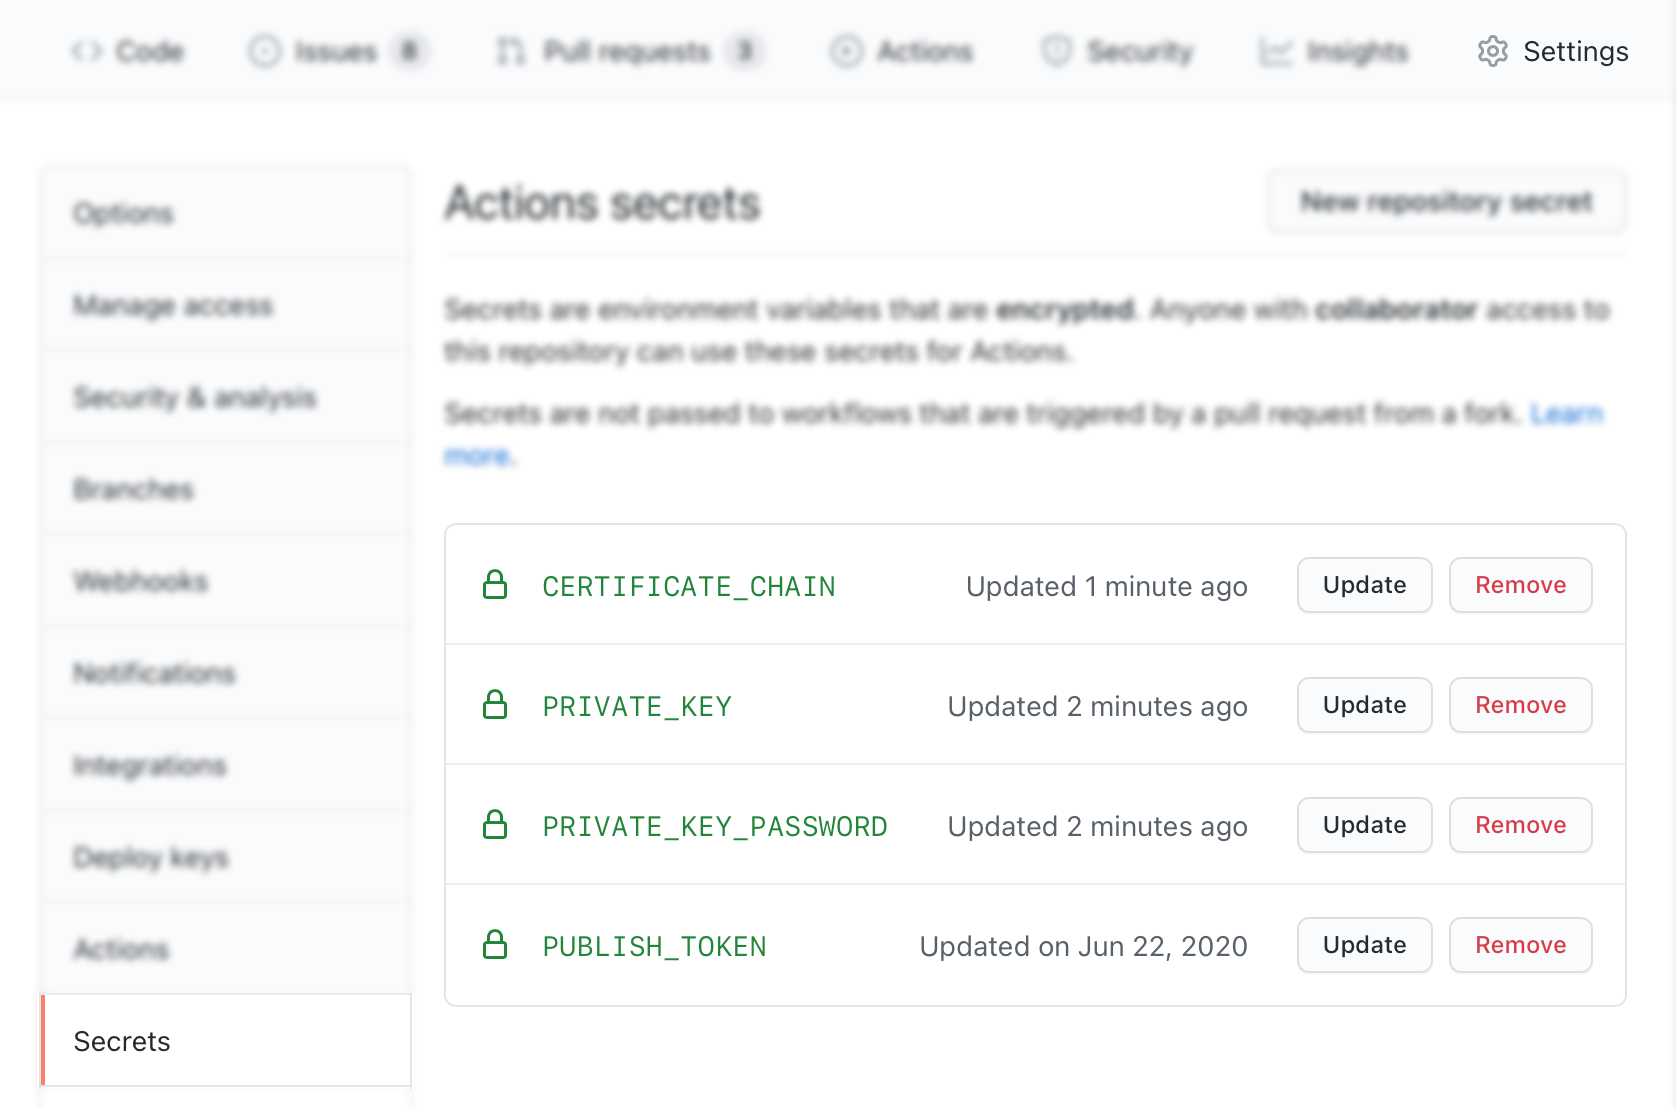 Code Issues 8 Pull requests 3 Actions Security Insights Settings
Options
Manage access
Security & analysis
Branches
Webhooks
Notifications
Integrations
Deploy keys
Actions
Secrets
Actions secrets New repository secret
Secrets are environment variables that are encrypted. Anyone with collaborator access to
this repository can use these secrets for Actions.
Secrets are not passed to workflows that are triggered by a pull request from a fork. Learn
more.
CERTIFICATE_CHAIN Updated 1 minute ago Update Remove
PRIVATE_KEY Updated 2 minutes ago Update Remove
PRIVATE_KEY_PASSWORD Updated 2 minutes ago Update Remove
PUBLISH_TOKEN Updated on Jun 22, 2020 Update Remove